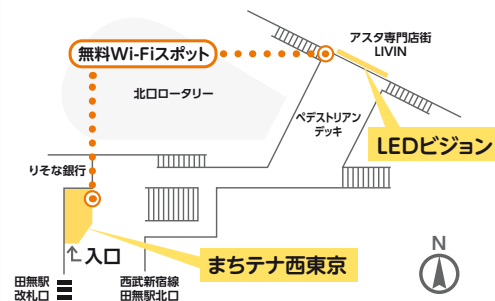 アスタ専門店街
LIVIN
無料Wi-Fiスポット
北口ロータリー
ペデストリアン
デッキ
LEDビジョン
りそな銀行
入口
まちテナ西東京
N
田無駅
改札口
西武新宿線
田無駅北口